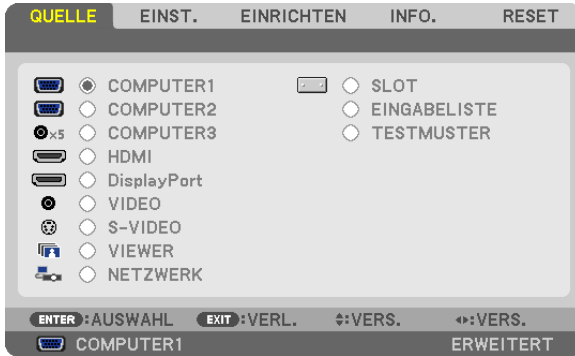 QUELLE EINST. EINRICHTEN INFO. RESET
COMPUTER1 SLOT
COMPUTER2 EINGABELISTE
×5 COMPUTER3 TESTMUSTER
HDMI
DisplayPort
VIDEO
S-VIDEO
VIEWER
NETZWERK
ENTER :AUSWAHL EXIT :VERL. :VERS. :VERS.
COMPUTER1 ERWEITERT